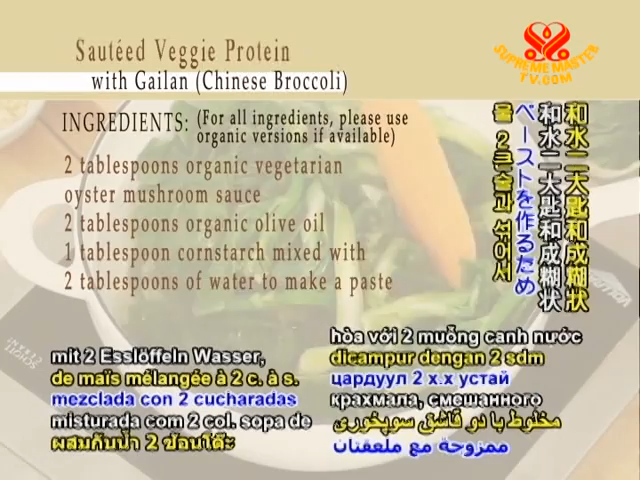 Sautéed Veggie Protein
with Gailan (Chinese Broccoli)
SUPREME MASTER
TV.COM
INGREDIENTS: (For all ingredients, please use
organic versions if available)
2 tablespoons organic vegetarian
oyster mushroom sauce
2 tablespoons organic olive oil
1 tablespoon cornstarch mixed with
2 tablespoons of water to make a paste
和水二大匙和成糊狀
和水二大匙和成糊状
ペーストを作るため
물 2큰술과 섞어서
mit 2 Esslöffeln Wasser,
de maïs mélangée à 2 c. à s.
mezclada con 2 cucharadas
misturada com 2 col. sopa de
ผสมกับน้ำ 2 ช้อนโต๊ะ
hòa với 2 muỗng canh nước
dicampur dengan 2 sdm
цардуул 2 х.х устай
крахмала, смешанного
مخلوط با دو قاشق سوپخوری
ممزوجة مع ملعقتان